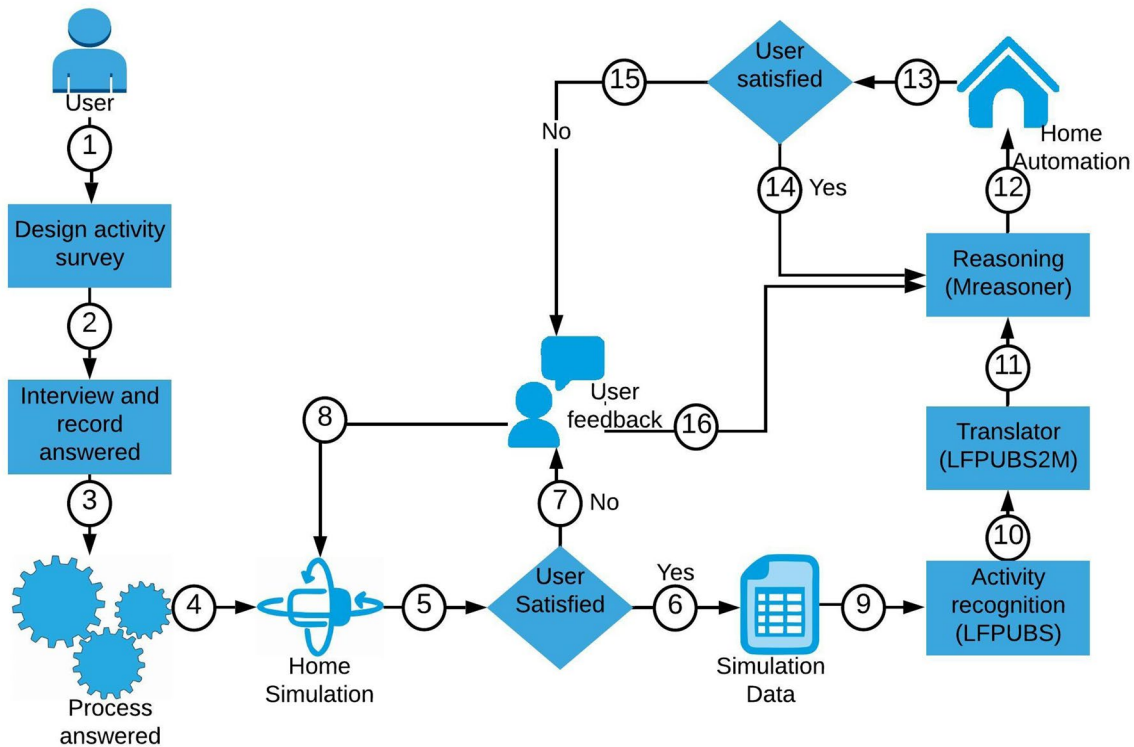 User
1
Design activity
survey
2
Interview and
record
answered
3
Process
answered
4
Home
Simulation
5
User
Satisfied
Yes
6
7
No
User
feedback
8
16
Simulation
Data
9
Activity
recognition
(LFPUBS)
10
Translator
(LFPUBS2M)
11
Reasoning
(Mreasoner)
12
Home
Automation
13
User
satisfied
14
Yes
15
No